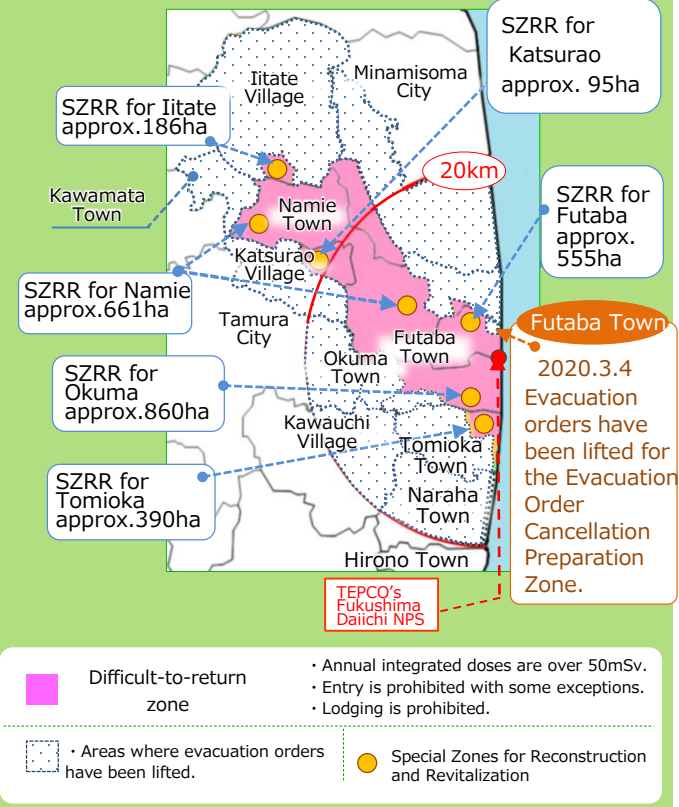 SZRR for
Katsurao
approx. 95ha
Iitate
Village
Minamisoma
City
SZRR for Iitate
approx.186ha
20km
Kawamata
Town
Namie
Town
SZRR for
Futaba
approx.
555ha
Katsurao
Village
SZRR for Namie
approx.661ha
Tamura
City
Futaba
Town
Okuma
Town
Futaba Town
2020.3.4
Evacuation
orders have
been lifted for
the Evacuation
Order
Cancellation
Preparation
Zone.
SZRR for
Okuma
approx.860ha
Kawauchi
Village
Tomioka
Town
SZRR for
Tomioka
approx.390ha
Naraha
Town
Hirono Town
TEPCO's
Fukushima
Daiichi NPS
Difficult-to-return
zone
・Annual integrated doses are over 50mSv.
・Entry is prohibited with some exceptions.
・Lodging is prohibited.
・Areas where evacuation orders
have been lifted.
Special Zones for Reconstruction
and Revitalization